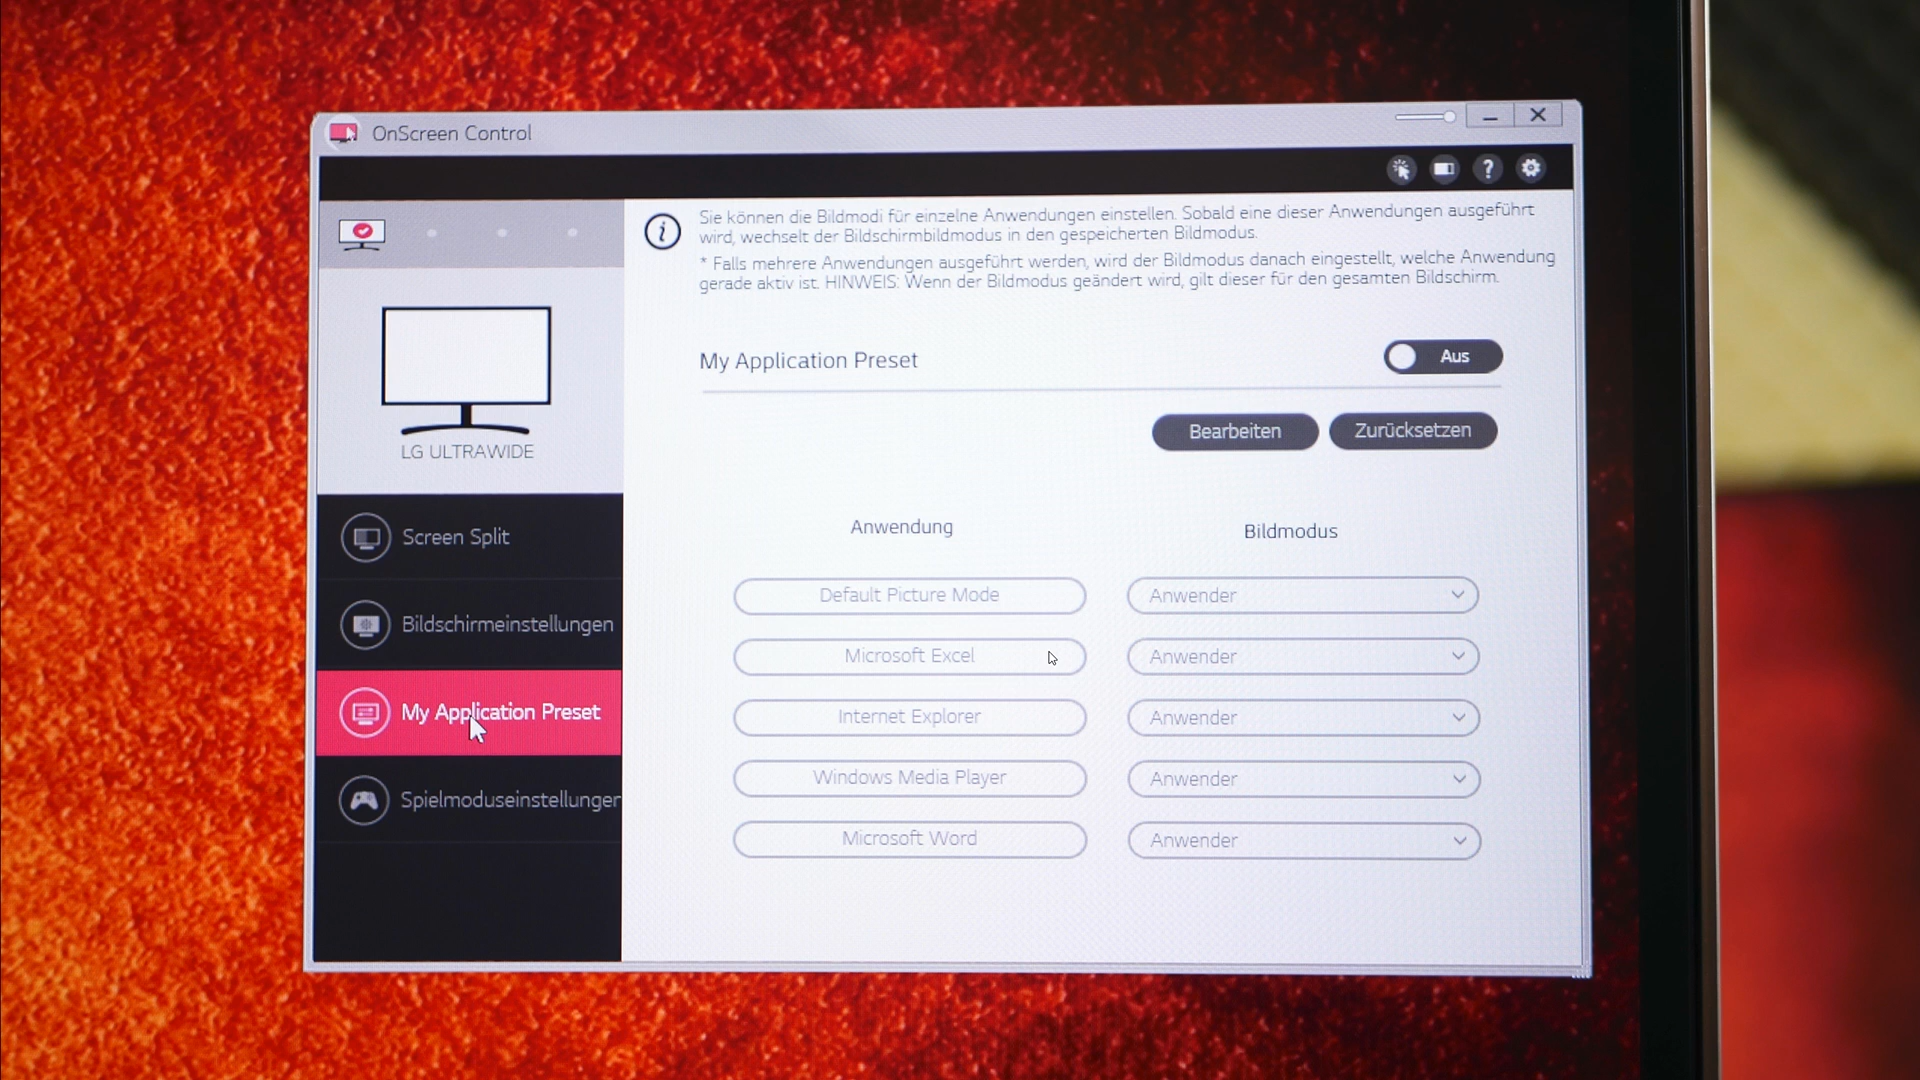 OnScreen Control
Sie können die Bildmodi für einzelne Anwendungen einstellen. Sobald eine dieser Anwendungen ausgeführt
wird, wechselt der Bildschirmbildmodus in den gespeicherten Bildmodus.
* Falls mehrere Anwendungen ausgeführt werden, wird der Bildmodus danach eingestellt, welche Anwendung
gerade aktiv ist. HINWEIS: Wenn der Bildmodus geändert wird, gilt dieser für den gesamten Bildschirm.
LG ULTRAWIDE
Screen Split
Bildschirmeinstellungen
My Application Preset
Spielmoduseinstellungen
My Application Preset
Aus
Bearbeiten
Zurücksetzen
Anwendung
Bildmodus
Default Picture Mode
Anwender
Microsoft Excel
Anwender
Internet Explorer
Anwender
Windows Media Player
Anwender
Microsoft Word
Anwender